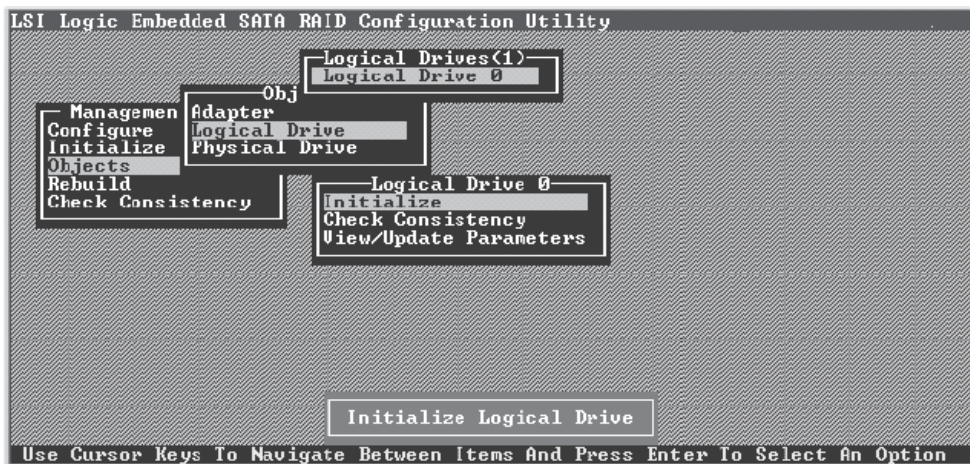 LSI Logic Embedded SATA RAID Configuration Utility
Logical Drives(1)
Logical Drive 0
Obj
Adapter
Logical Drive
Physical Drive
Managemen
Configure
Initialize
Objects
Rebuild
Check Consistency
Logical Drive 0
Initialize
Check Consistency
View/Update Parameters
Initialize Logical Drive
Use Cursor Keys To Navigate Between Items And Press Enter To Select An Option